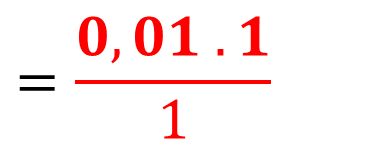 = 0,01 . 1
1